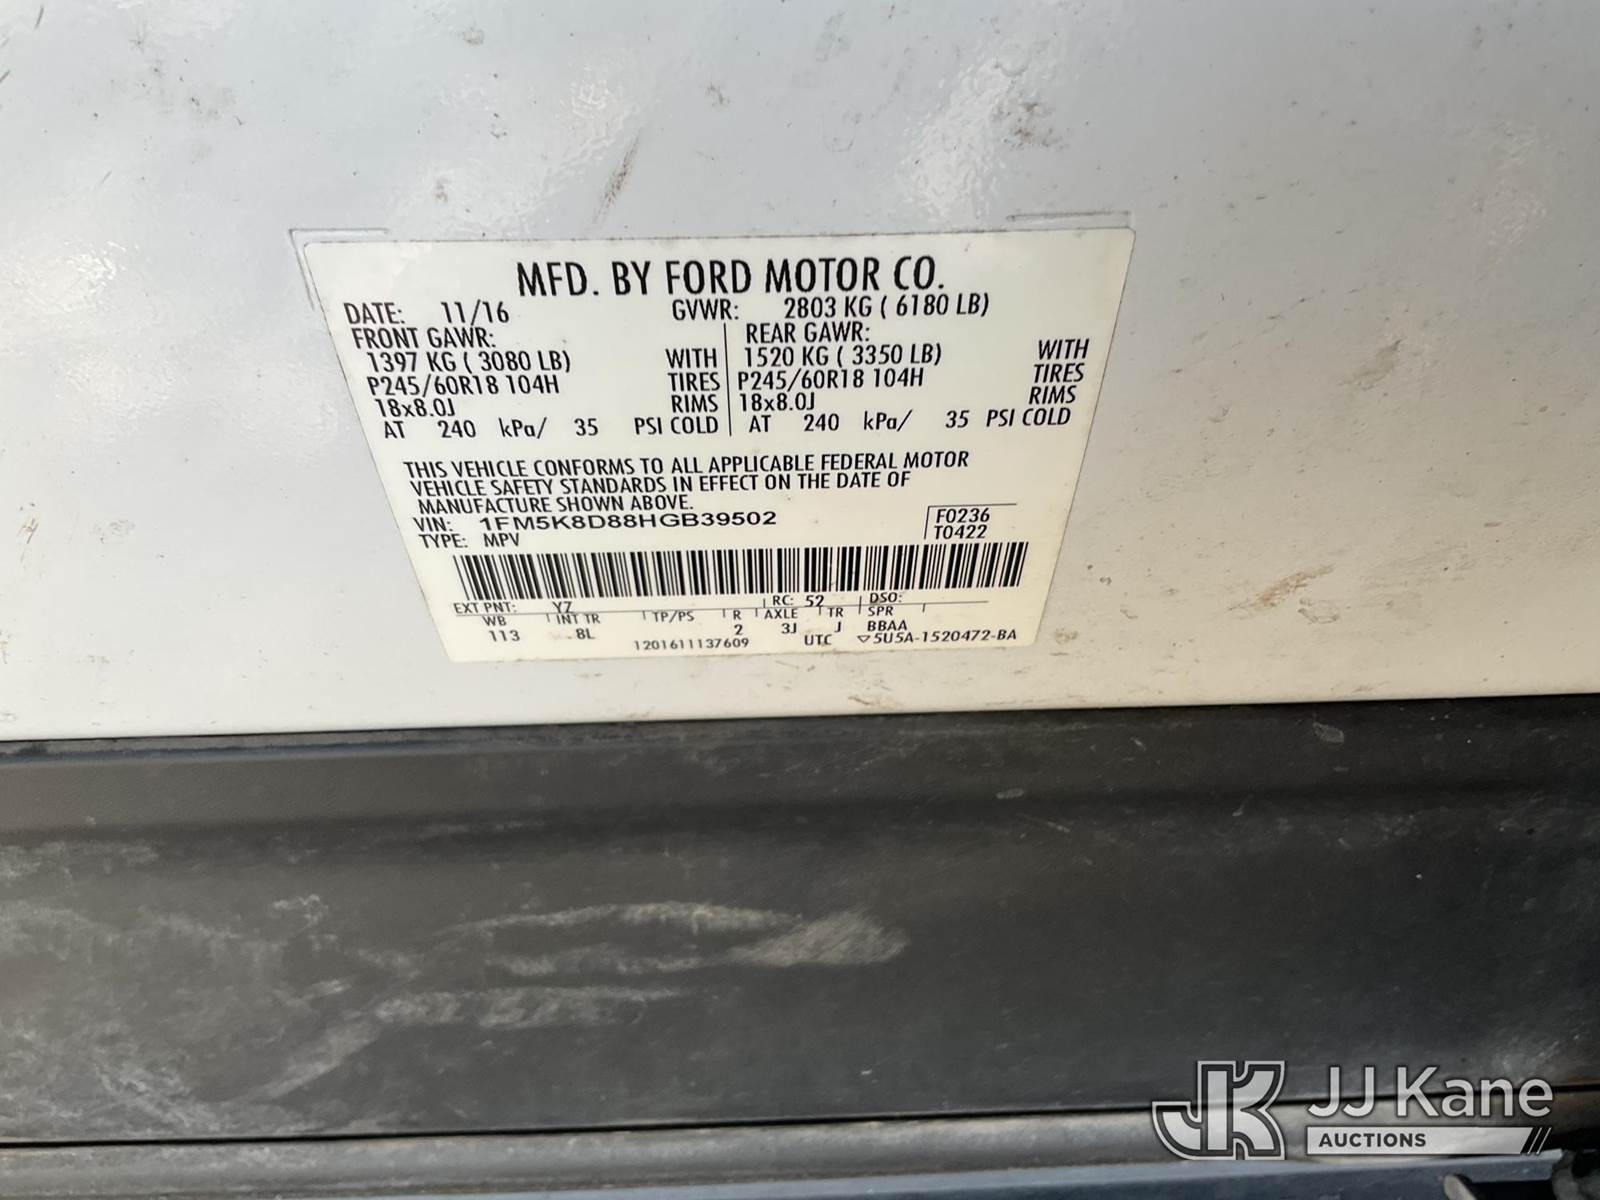 MFD. BY FORD MOTOR CO.
DATE: 11/16 GVWR: 2803 KG ( 6180 LB)
FRONT GAWR: REAR GAWR:
1397 KG ( 3080 LB) WITH 1520 KG ( 3350 LB) WITH
P245/60R18 104H TIRES P245/60R18 104H TIRES
18x8.0J RIMS 18x8.0J RIMS
AT 240 kPa/ 35 PSI COLD AT 240 kPa/ 35 PSI COLD
THIS VEHICLE CONFORMS TO ALL APPLICABLE FEDERAL MOTOR
VEHICLE SAFETY STANDARDS IN EFFECT ON THE DATE OF
MANUFACTURE SHOWN ABOVE.
VIN: 1FM5K8D88HGB39502 F0236
TYPE: MPV T0422
EXT PNT: YZ RC: 52 DSO:
WB INT TR TP/PS R AXLE TR SPR
113 8L 2 3J J BBAA
1201611137609 UTC ▽5U5A-1520472-BA
JK JJ Kane
AUCTIONS